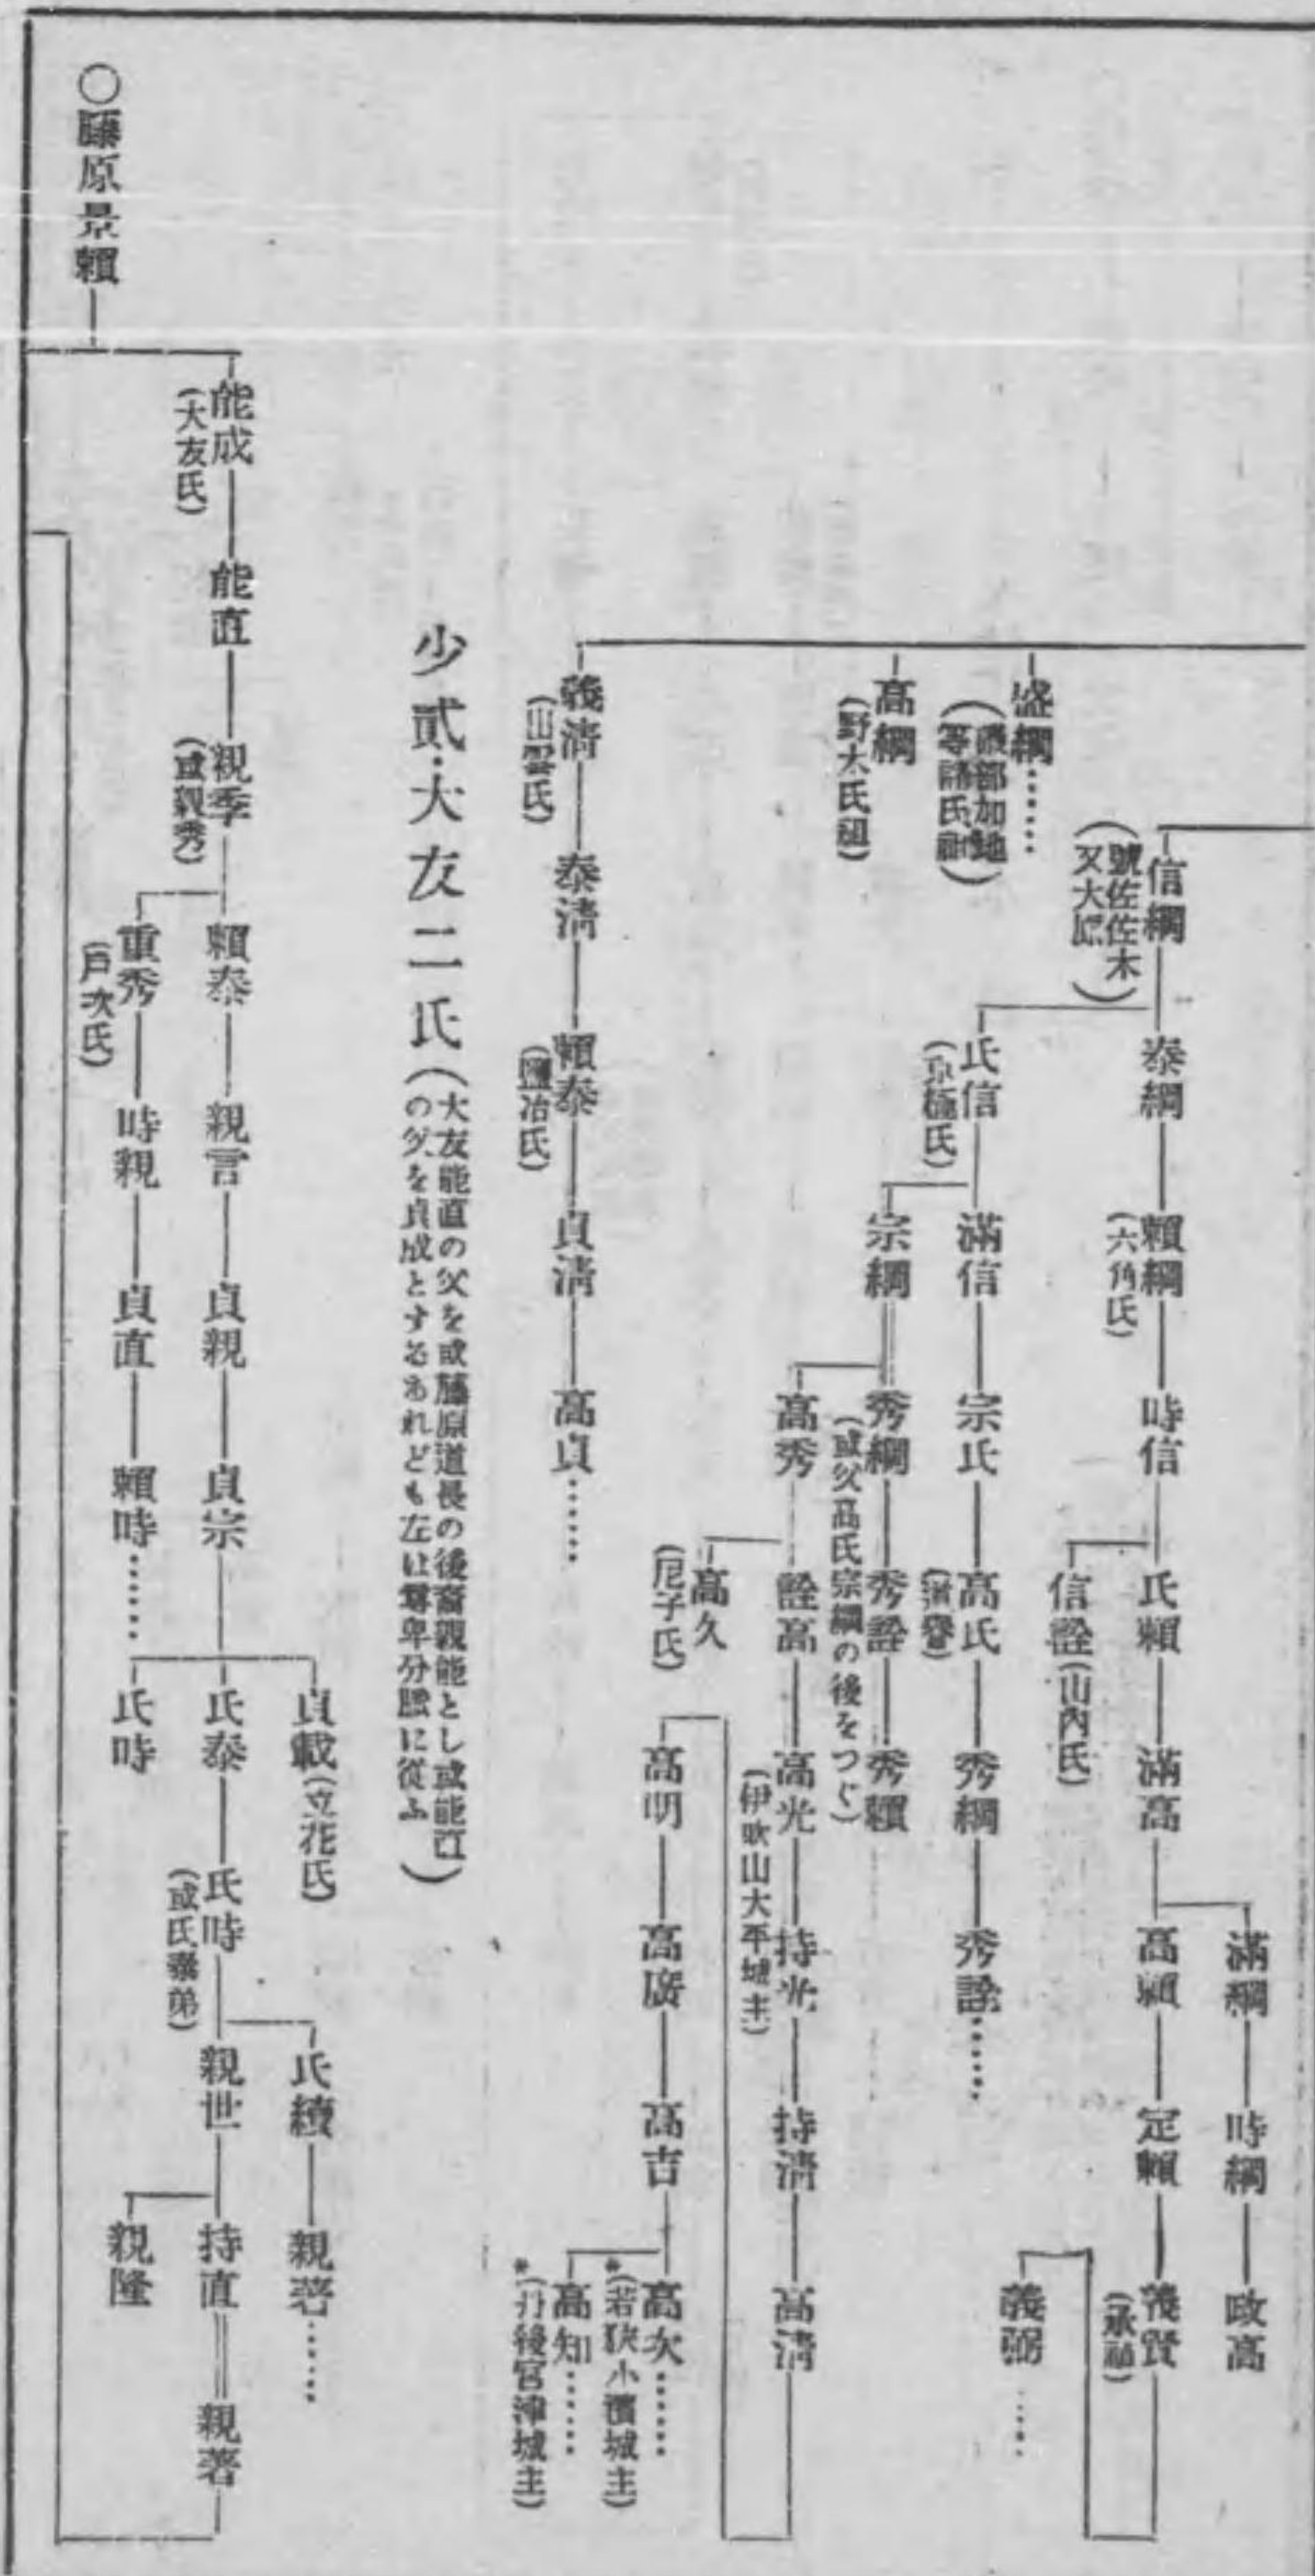 滿綱―時綱―政高
信綱―泰綱―賴綱―時信―氏賴―滿高―高賴―定賴―義賢
(號佐佐木又大原)
(六角氏)
(承禎)
信詮(山內氏)
義弼……
盛綱……
(磯部加地等諸氏祖)
氏信―滿信―宗氏―高氏―秀綱―秀詮……
(京極氏)
(導譽)
高綱
(野木氏祖)
宗綱＝秀綱―秀詮―秀賴
(或父高氏宗綱の後をつぐ)
高秀―詮高―高光―持光―持清―高清
(伊吹山太平城主)
高久
(尼子氏)
高明―高廣―高吉―高次……
*(若狹小濱城主)
高知……
*(丹後宮津城主)
義清―泰清―賴泰―貞清―高貞……
(出雲氏)
(鹽冶氏)
少貳・大友二氏(大友能直の父を或藤原道長の後裔親能とし或能直
の父を貞成とするあれども左は尊卑分脈に從ふ)
貞載(立花氏)
氏續―親著……
能成―能直―親季―賴泰―親言―貞親―貞宗―氏泰―氏時―親世―持直＝親著
(大友氏)
(或親秀)
(或氏泰弟)
重秀―時親―貞直―賴時……
(戶次氏)
氏時
親隆
〇藤原景賴